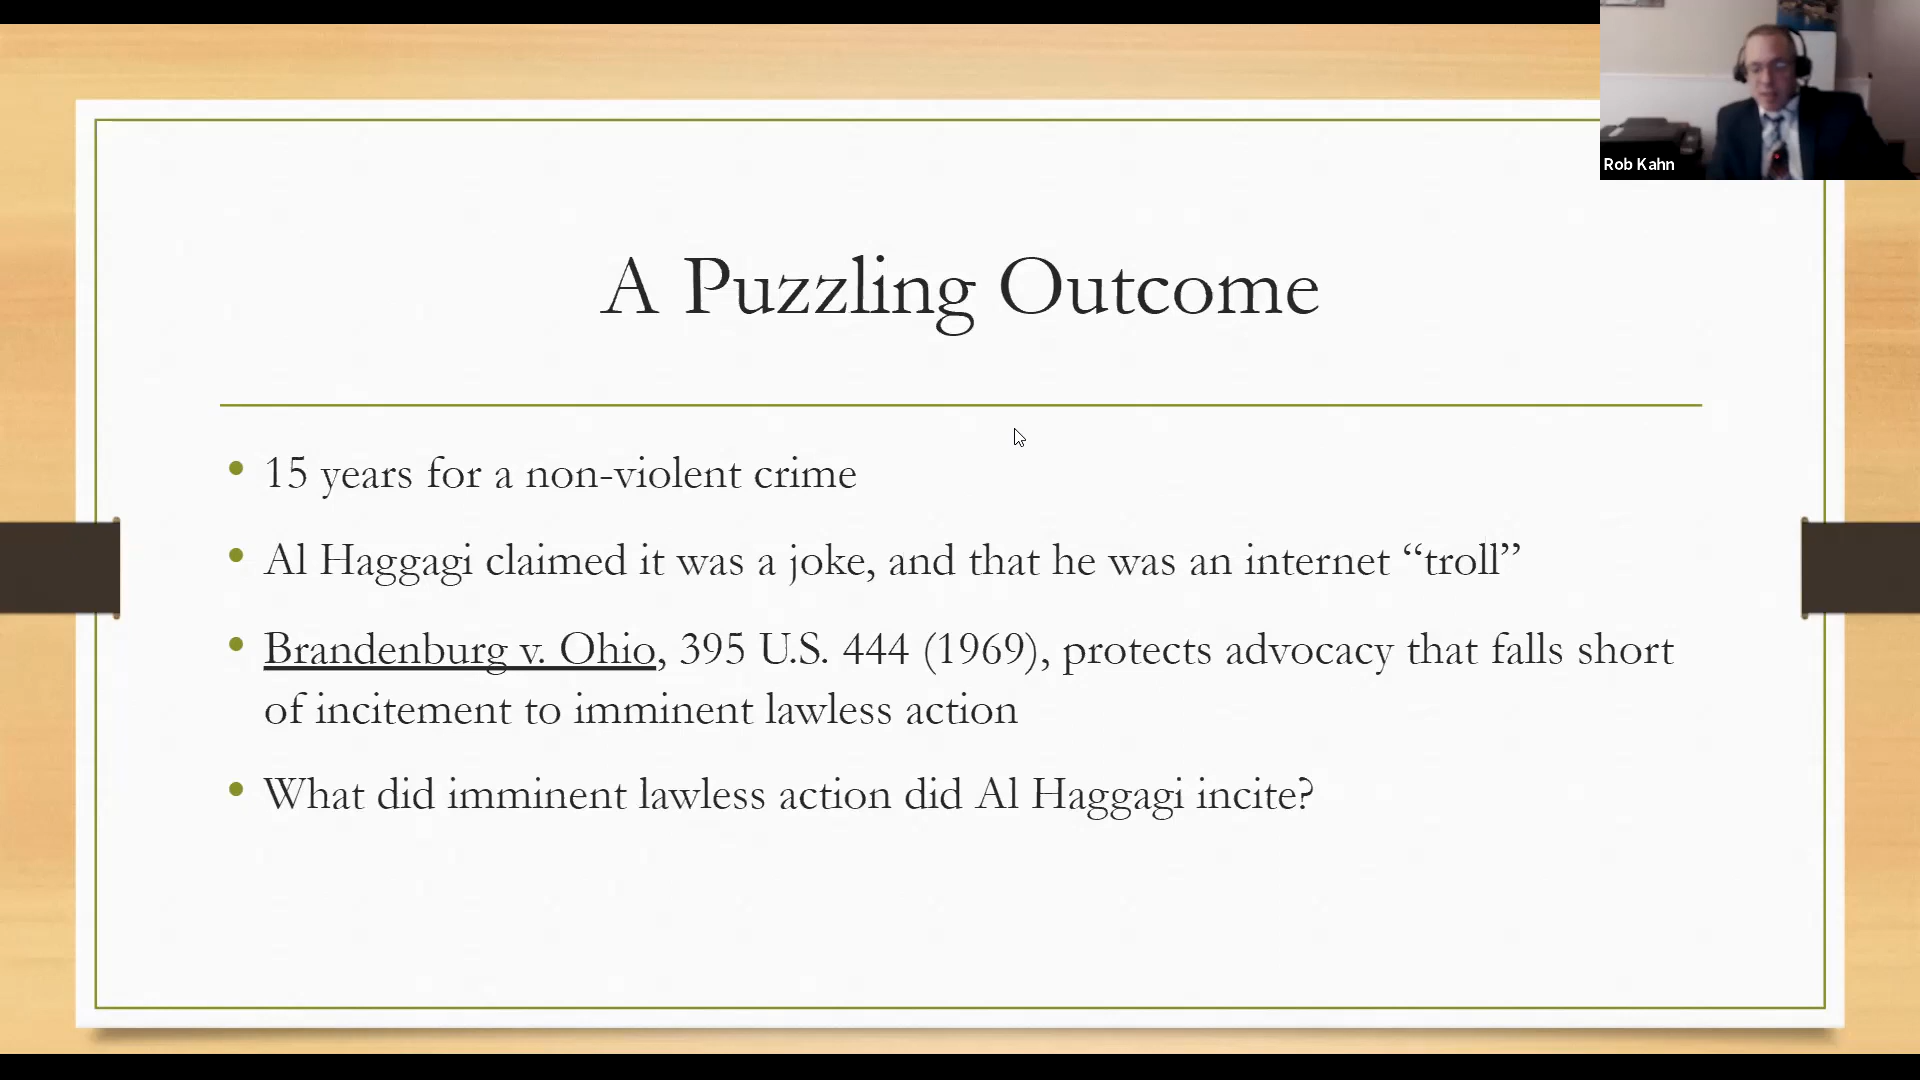 Rob Kahn
A Puzzling Outcome
• 15 years for a non-violent crime
• Al Haggagi claimed it was a joke, and that he was an internet “troll”
• Brandenburg v. Ohio, 395 U.S. 444 (1969), protects advocacy that falls short
of incitement to imminent lawless action
• What did imminent lawless action did Al Haggagi incite?